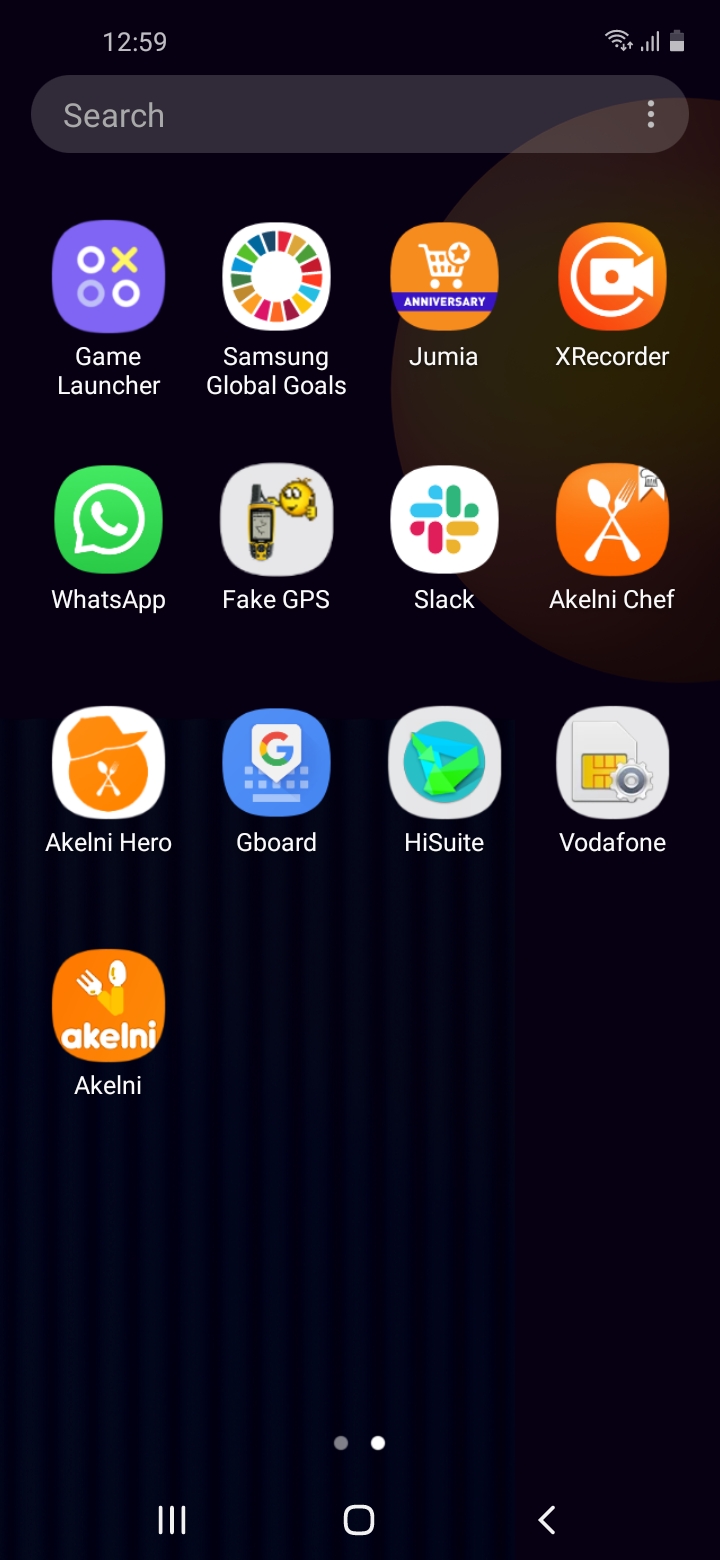 12:59
Search
ANNIVERSARY
Game
Launcher
Samsung
Global Goals
Jumia
XRecorder
WhatsApp
Fake GPS
Slack
Akelni Chef
G
Akelni Hero
Gboard
HiSuite
Vodafone
akelni
Akelni